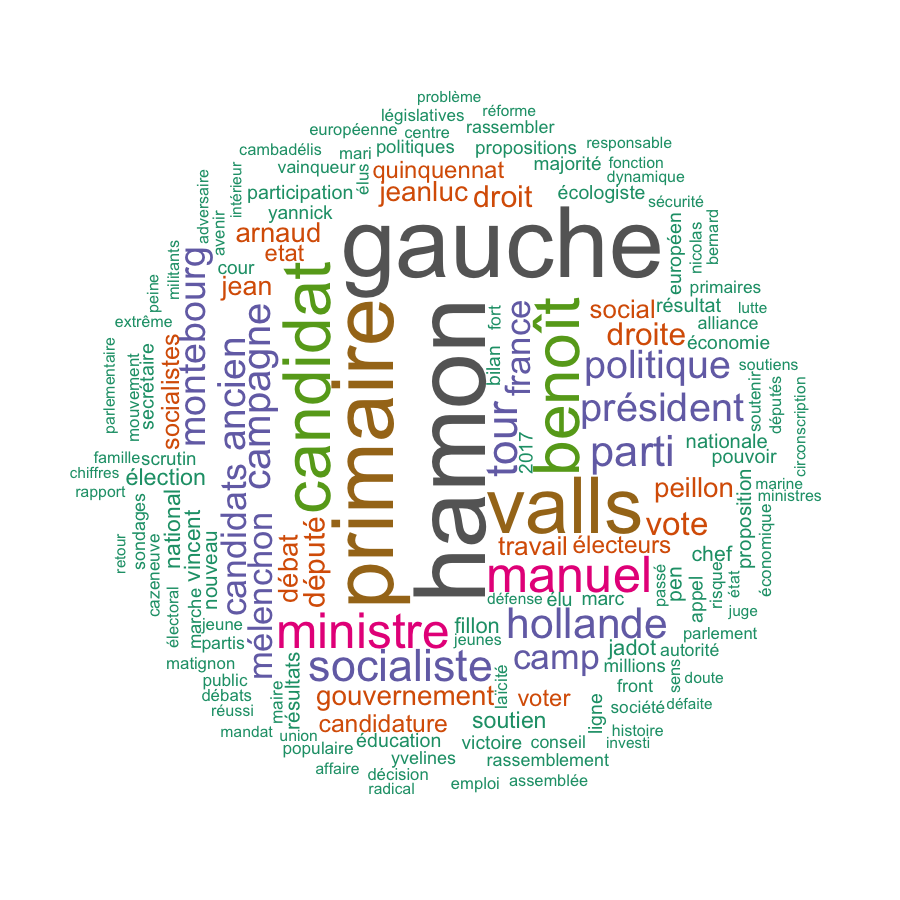 problème
législatives
réforme
européenne
centre
rassembler
cambadélis
mari
politiques
propositions
responsable
vainqueur
élus
quinquennat
majorité
fonction
dynamique
adversaire
intérieur
participation
jeanluc
droit
écologiste
sécurité
yannick
avenir
arnaud
etat
gauche
européen
nicolas
bernard
militants
montebourg
cour
jean
candidat
peine
primaires
extrême
campagne
primaire
hamon
fort
france
benoît
social
résultat
lutte
droite
alliance
économie
parlementaire
mouvement
secrétaire
socialistes
ancien
bilan
politique
soutiens
soutenir
députés
circonscription
président
tour
2017
parti
nationale
pouvoir
famille
scrutin
chiffres
rapport
élection
candidats
valls
peillon
proposition
marine
ministres
économique
sondages
national
vincent
nouveau
mélenchon
débat
député
vote
travail
électeurs
chef
retour
cazeneuve
manuel
passé
pen
appel
risque
état
électoral
marche
défense
élu
marc
juge
jeune
ministre
fillon
hollande
parlement
partis
jeunes
jadot
autorité
matignon
socialiste
camp
millions
sens
doute
public
résultats
laïcité
front
débats
maire
gouvernement
voter
ligne
société
défaite
réussi
candidature
soutien
histoire
mandat
union
populaire
éducation
victoire
conseil
investi
yvelines
rassemblement
affaire
décision
radical
emploi
assemblée